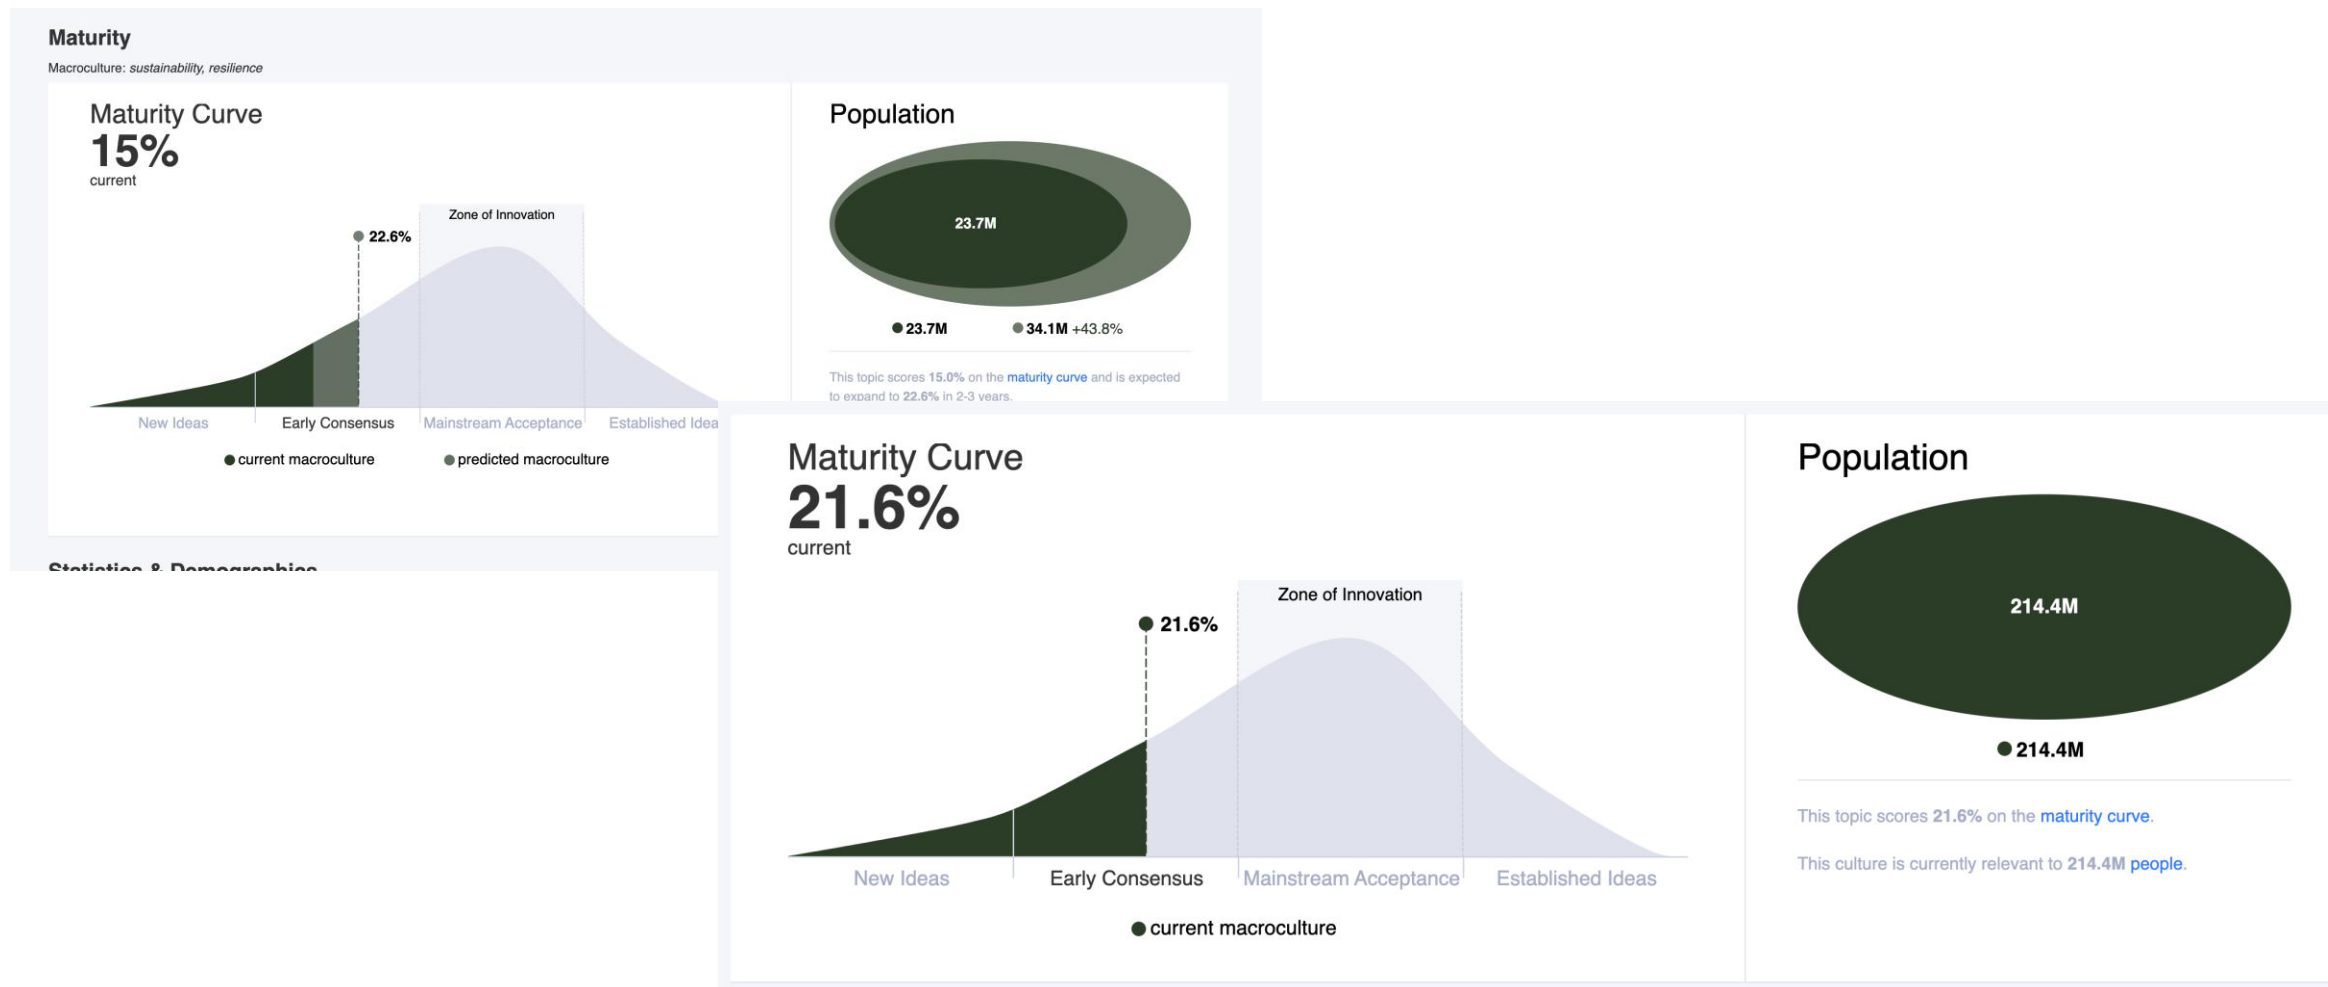 Maturity
Macroculture: sustainability, resilience
Maturity Curve
15%
current
Zone of Innovation
22.6%
New Ideas
Early Consensus
Mainstream Acceptance
Established Idea
current macroculture
predicted macroculture
Population
23.7M
23.7M
34.1M +43.8%
This topic scores 15.0% on the maturity curve and is expected
to expand to 22.6% in 2-3 years.
Statistics & Demographics
Maturity Curve
21.6%
current
Zone of Innovation
21.6%
New Ideas
Early Consensus
Mainstream Acceptance
Established Ideas
current macroculture
Population
214.4M
214.4M
This topic scores 21.6% on the maturity curve.
This culture is currently relevant to 214.4M people.